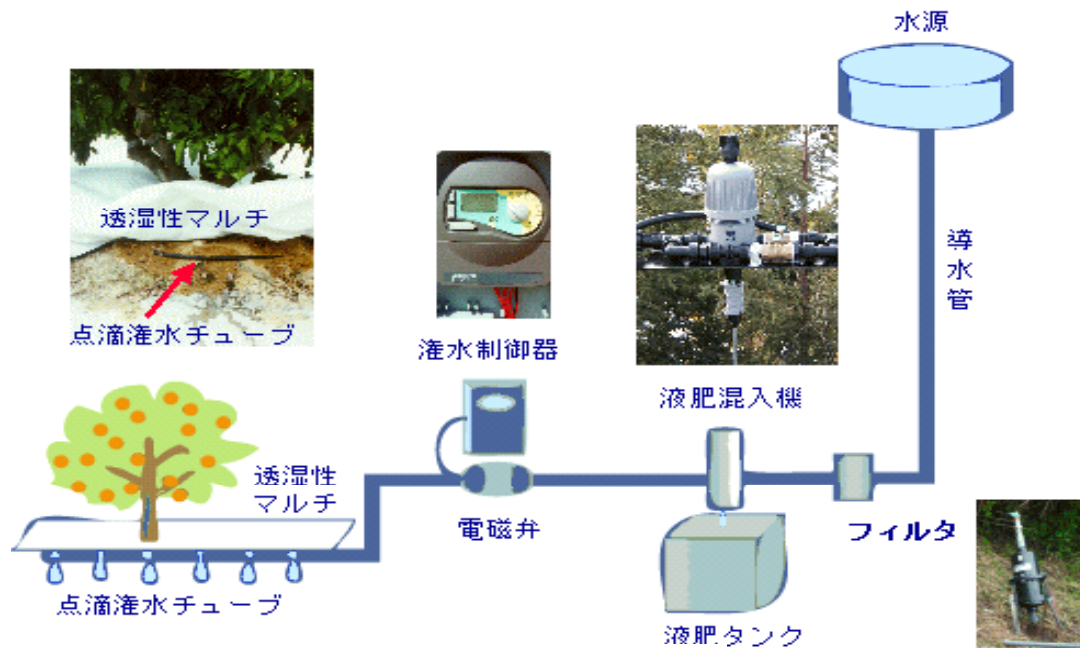 水源
透湿性マルチ
点滴潅水チューブ
潅水制御器
液肥混入機
導
水
管
透湿性
マルチ
電磁弁
フィルタ
点滴潅水チューブ
液肥タンク